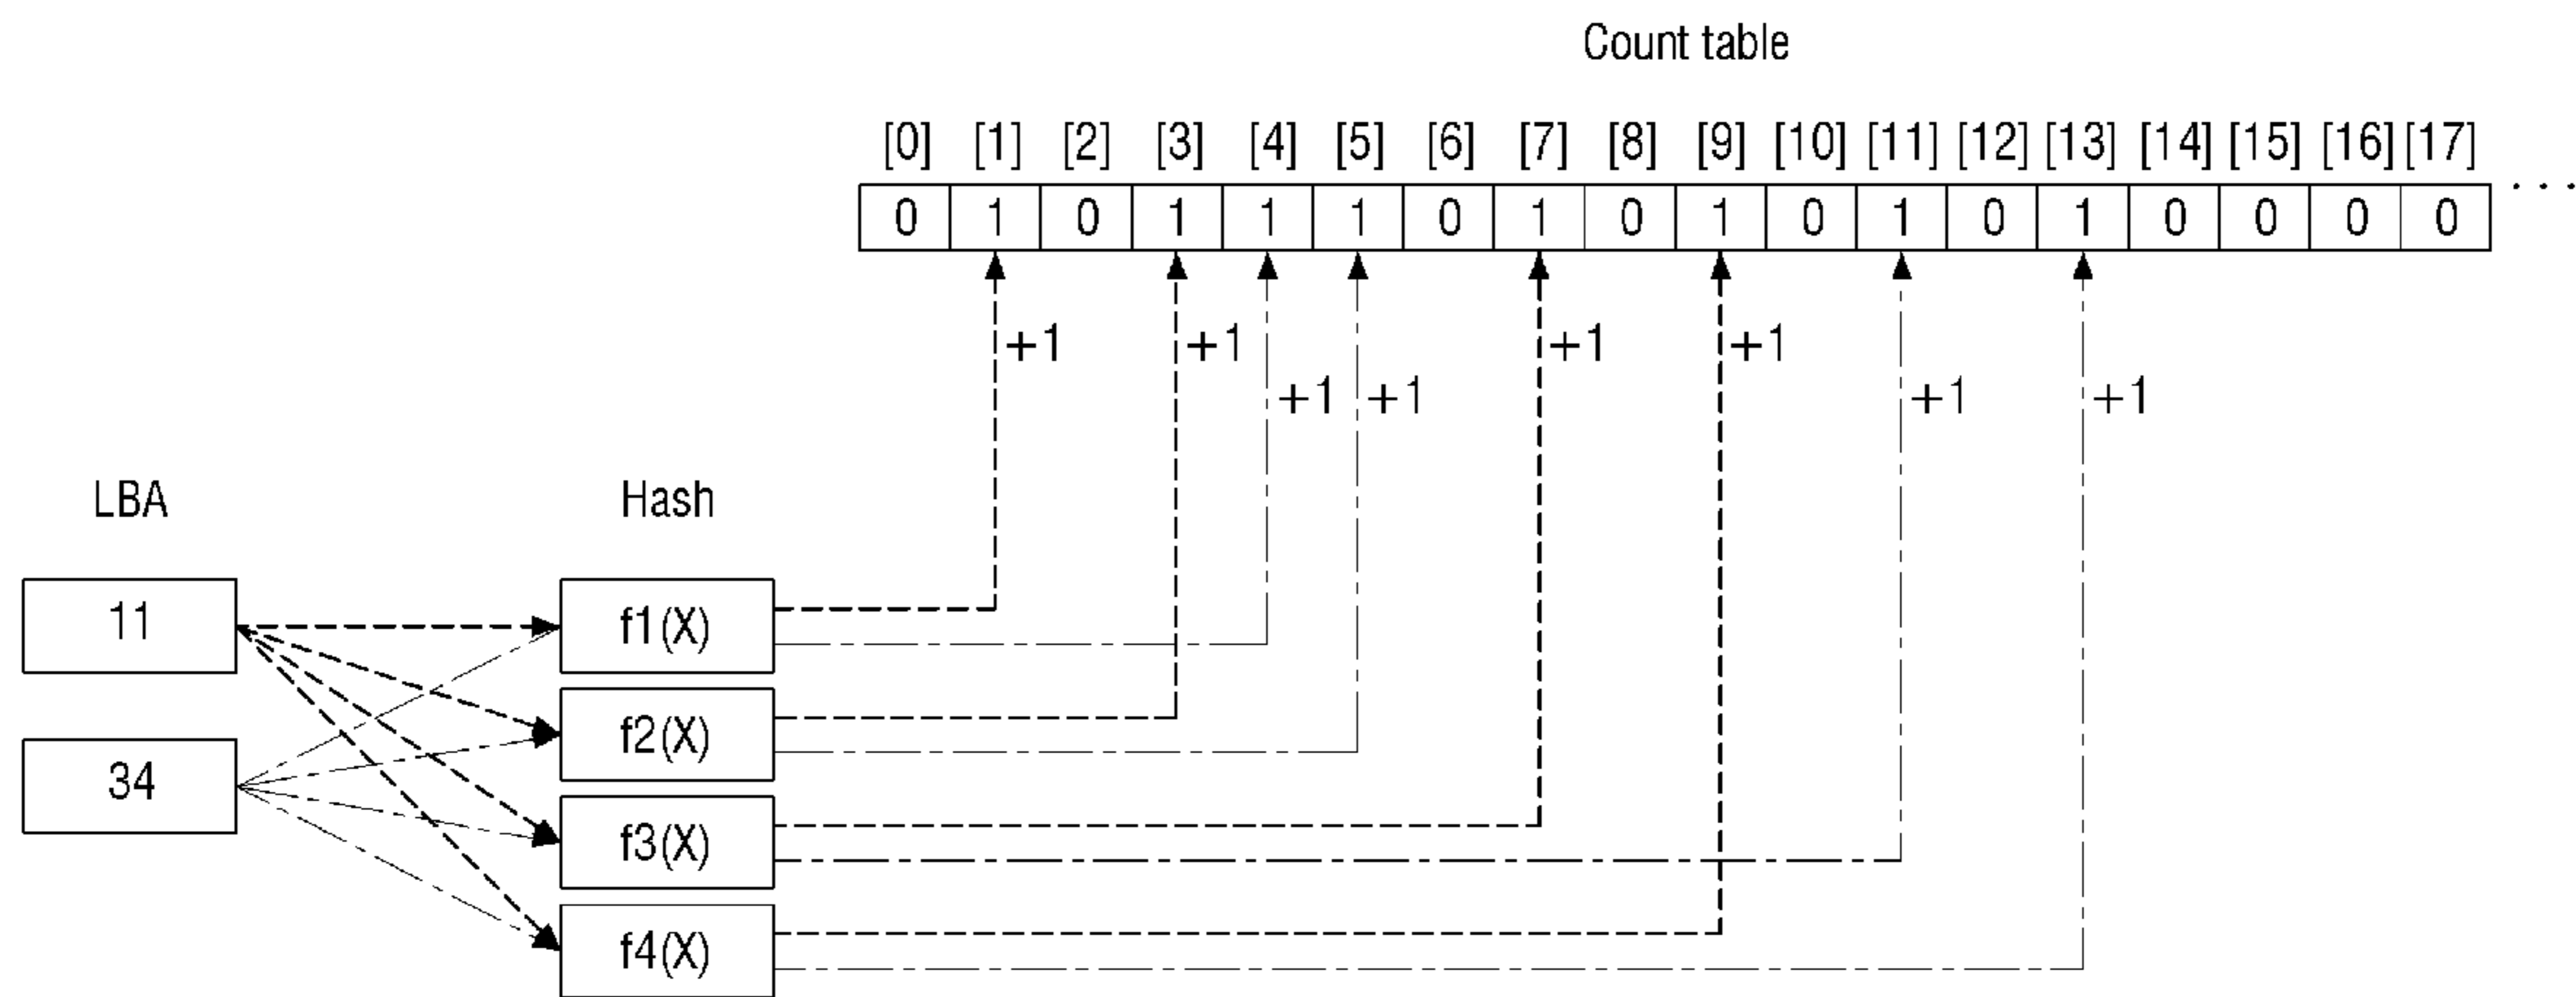 Count table
[0] [1] [2] [3] [4] [5] [6] [7] [8] [9] [10] [11] [12] [13] [14] [15] [16] [17]
0 1 0 1 1 1 0 1 0 1 0 1 0 1 0 0 0 0 ...
+1 +1 +1 +1
+1 +1 +1 +1
LBA Hash
11 f1(X)
34 f2(X)
f3(X)
f4(X)